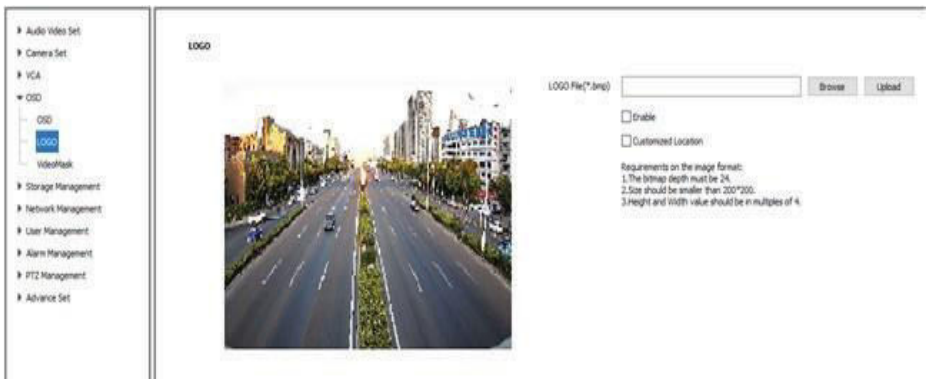 Audio Video Set
Camera Set
VCA
OSD
OSD
LOGO
VideoMask
Storage Management
Network Management
User Management
Alarm Management
PTZ Management
Advance Set
LOGO
LOGO File(*.bmp)
Browse
Upload
Enable
Customized Location
Requirements on the image format:
1.The bitmap depth must be 24.
2.Size should be smaller than 200*200.
3.Height and Width value should be in multiples of 4.